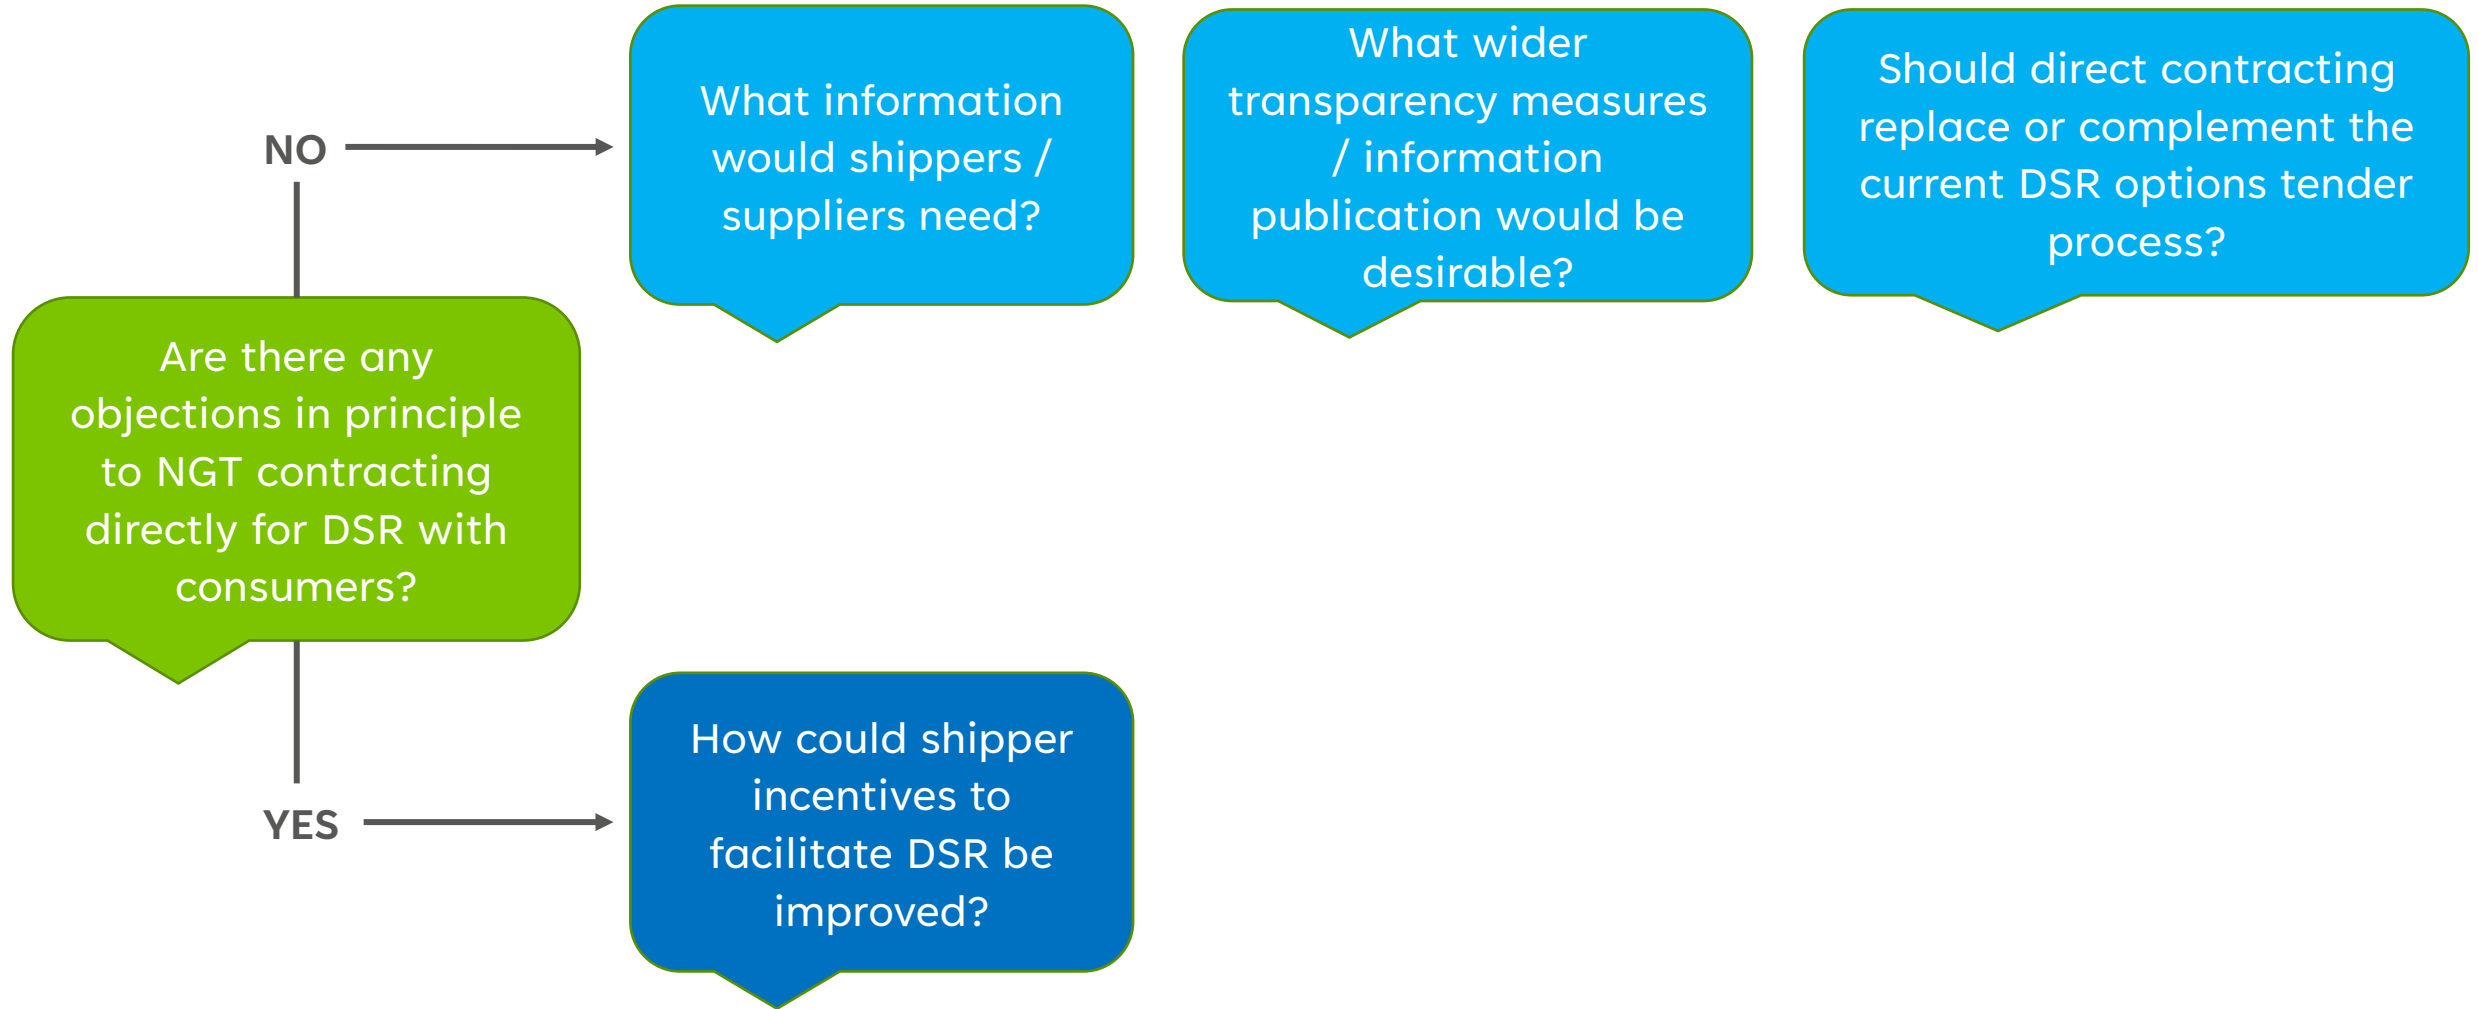 Are there any
objections in principle
to NGT contracting
directly for DSR with
consumers?
NO
What information
would shippers /
suppliers need?
What wider
transparency measures
/ information
publication would be
desirable?
Should direct contracting
replace or complement the
current DSR options tender
process?
YES
How could shipper
incentives to
facilitate DSR be
improved?